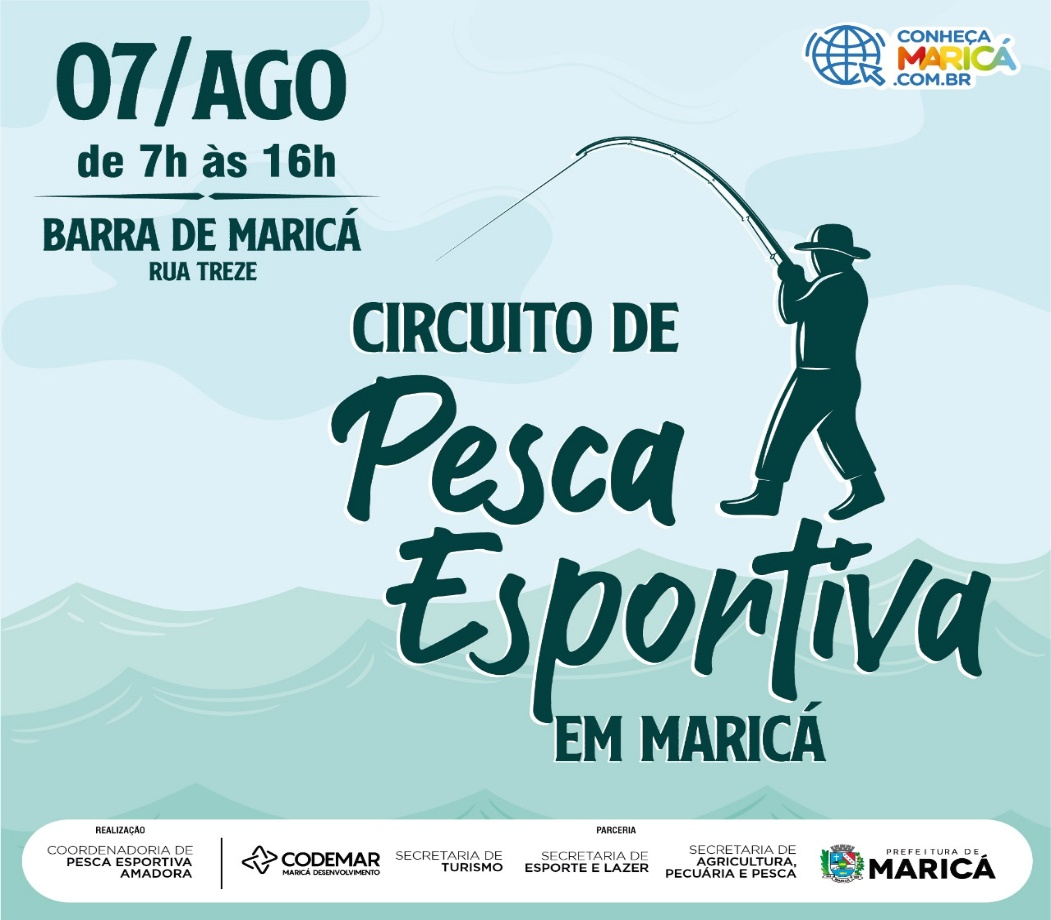 07/AGO
de 7h às 16h
BARRA DE MARICÁ
RUA TREZE
CONHEÇA
MARICÁ
.COM.BR
CIRCUITO DE
Pesca
Esportiva
EM MARICÁ
REALIZAÇÃO
COORDENADORIA DE
PESCA ESPORTIVA
AMADORA
CODEMAR
MARICÁ DESENVOLVIMENTO
PARCERIA
SECRETARIA DE
TURISMO
SECRETARIA DE
ESPORTE E LAZER
SECRETARIA DE
AGRICULTURA,
PECUÁRIA E PESCA
PREFEITURA DE
MARICÁ